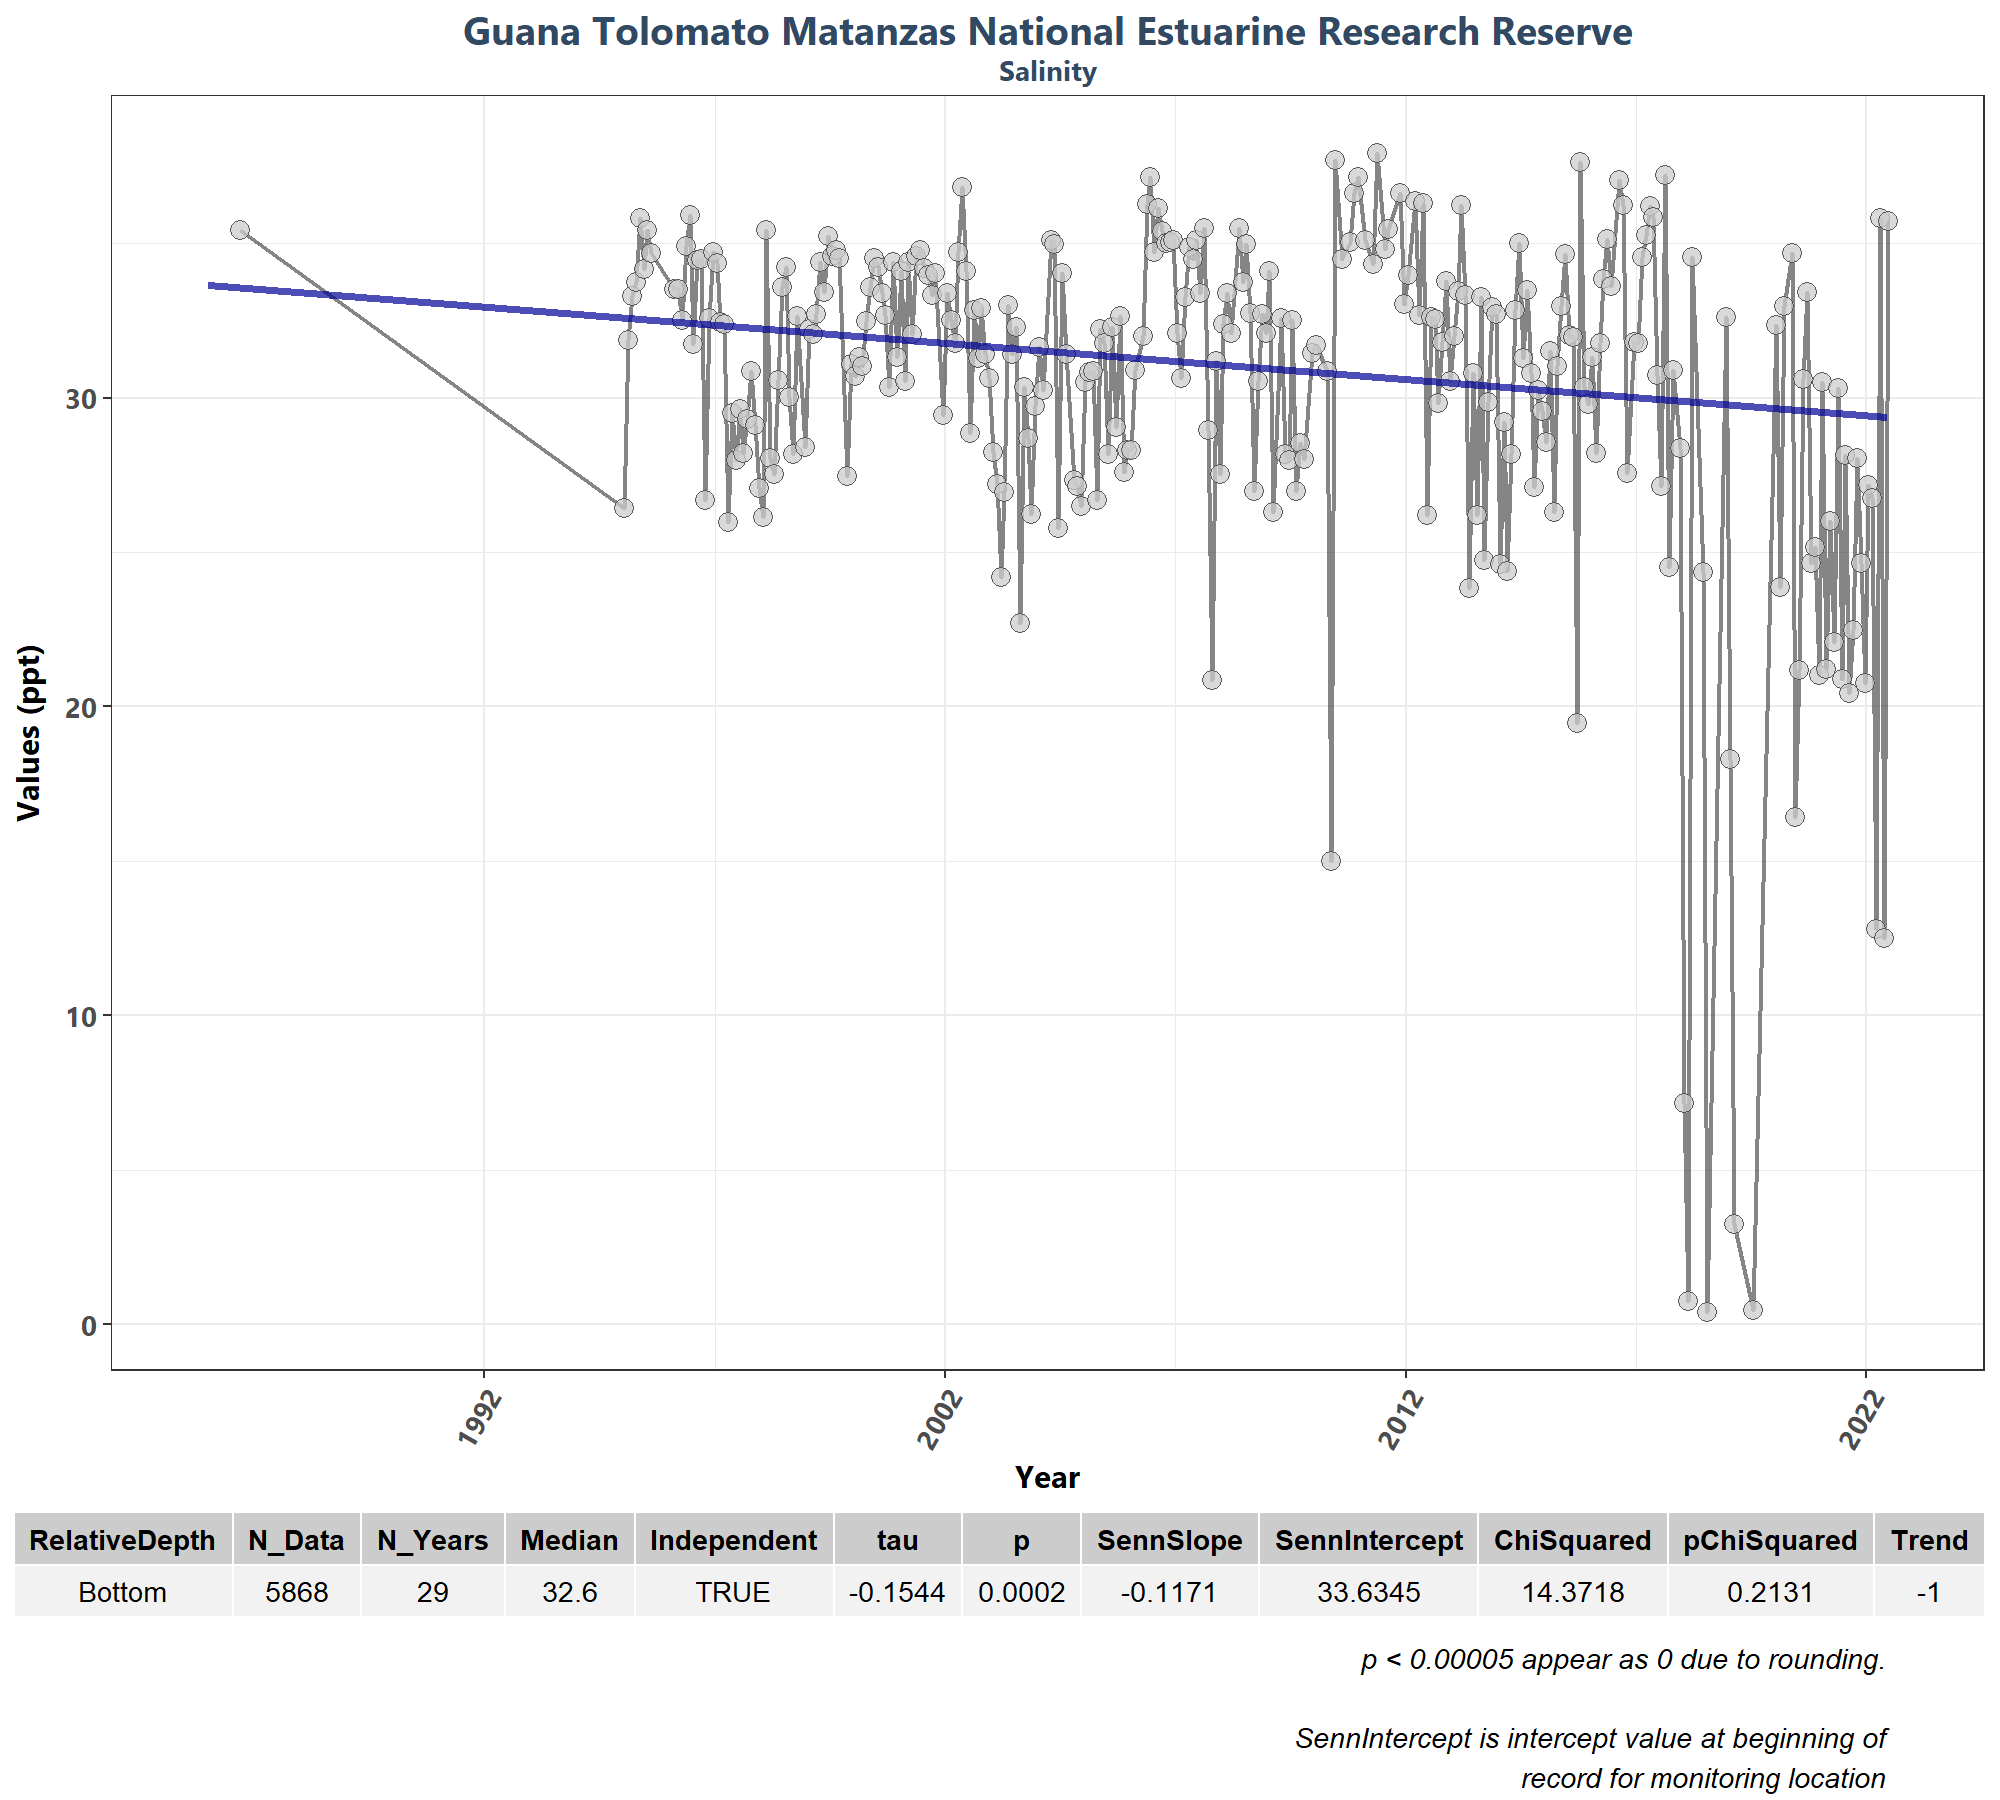 Guana Tolomato Matanzas National Estuarine Research Reserve
Salinity
Values (ppt)
30
20
10
0
1992
2002
2012
2022
Year
RelativeDepth N_Data N_Years Median Independent tau p SennSlope SennIntercept ChiSquared pChiSquared Trend
Bottom 5868 29 32.6 TRUE -0.1544 0.0002 -0.1171 33.6345 14.3718 0.2131 -1
p < 0.00005 appear as 0 due to rounding.
SennIntercept is intercept value at beginning of
record for monitoring location